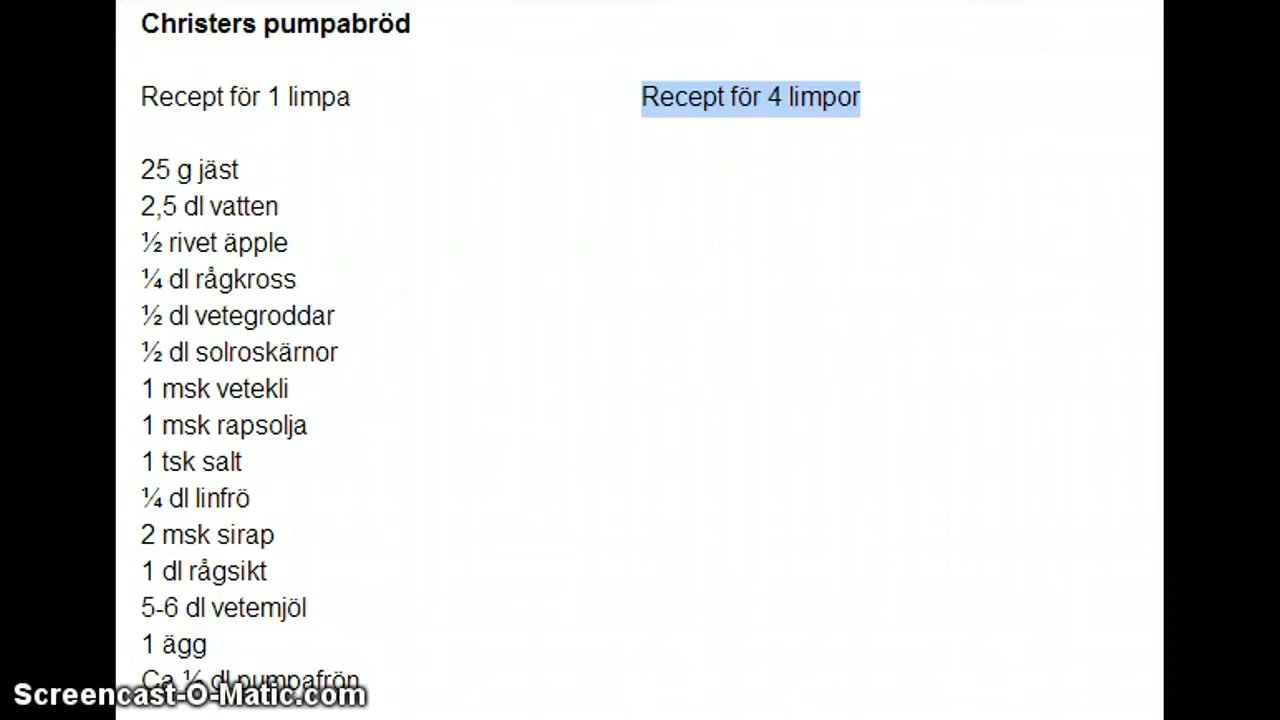 Christers pumpabröd
Recept för 1 limpa
Recept för 4 limpor
25 g jäst
2,5 dl vatten
½ rivet äpple
¼ dl rågkross
½ dl vetegroddar
½ dl solroskärnor
1 msk vetekli
1 msk rapsolja
1 tsk salt
¼ dl linfrö
2 msk sirap
1 dl rågsikt
5-6 dl vetemjöl
1 ägg
Ca dl pumpafrön
Screencast-O-Matic.com